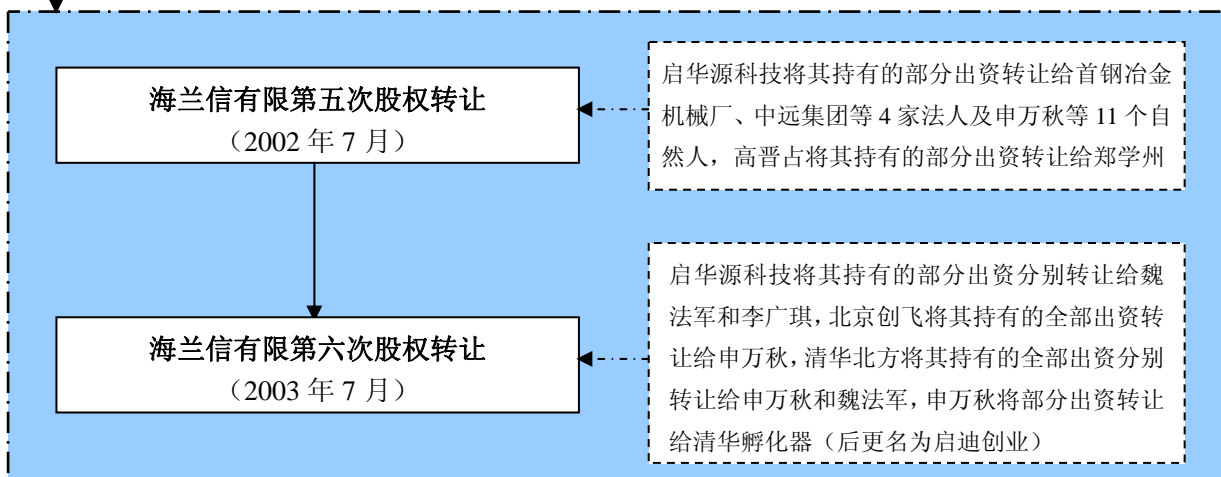 海兰信有限第五次股权转让
（2002 年 7 月）
启华源科技将其持有的部分出资转让给首钢冶金
机械厂、中远集团等 4 家法人及申万秋等 11 个自
然人，高晋占将其持有的部分出资转让给郑学州
海兰信有限第六次股权转让
（2003 年 7 月）
启华源科技将其持有的部分出资分别转让给魏
法军和李广琪，北京创飞将其持有的全部出资转
让给申万秋，清华北方将其持有的全部出资分别
转让给申万秋和魏法军，申万秋将部分出资转让
给清华孵化器（后更名为启迪创业）